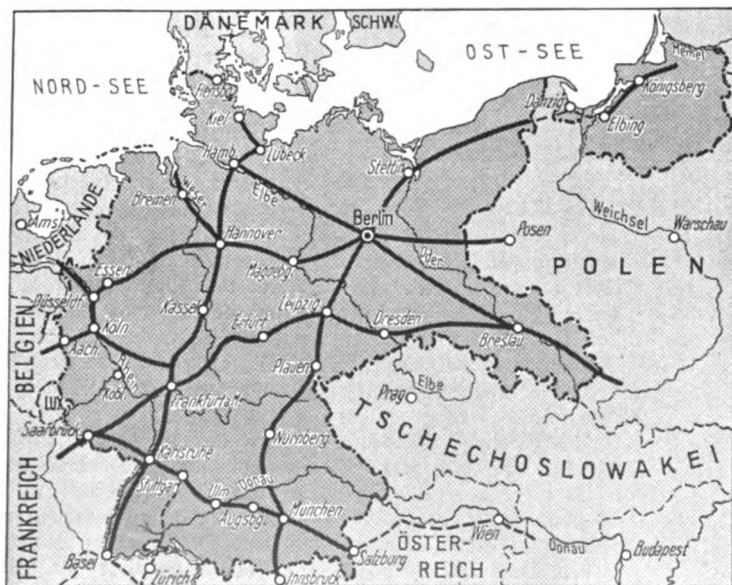 DÄNEMARK
SCHW.
OST-SEE
NORD-SEE
Memel
Flensb.
Königsberg
Danzig
Kiel
Elbing
Lübeck
Hamb.
Stettin
Elbe
NIEDERLANDE
Bremen
Weser
Amst.
Berlin
Weichsel
Warschau
Hannover
Posen
Oder
Magdebg.
POLEN
Essen
Düsseldf.
Kassel
Leipzig
Köln
Erfurt
Dresden
Breslau
BELGIEN
Aach.
Rhein
Plauen
Kobl.
Elbe
Prag
Frankfurt a.M.
LUX.
TSCHECHOSLOWAKEI
Saarbrück.
Nürnberg
Karlsruhe
Stuttgart
Ulm
Donau
FRANKREICH
Augsbg.
München
Wien
Basel
Zürich
Salzburg
ÖSTER-
REICH
Donau
Budapest
Innsbruck